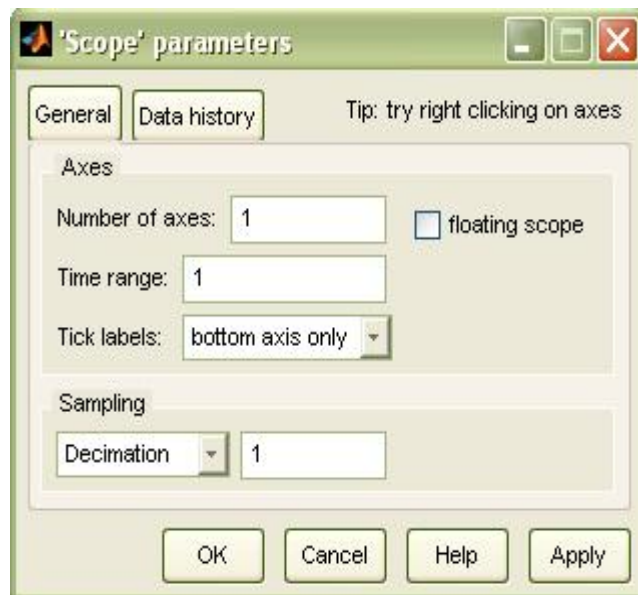 'Scope' parameters
General Data history Tip: try right clicking on axes
Axes
Number of axes: 1 floating scope
Time range: 1
Tick labels: bottom axis only
Sampling
Decimation 1
OK Cancel Help Apply